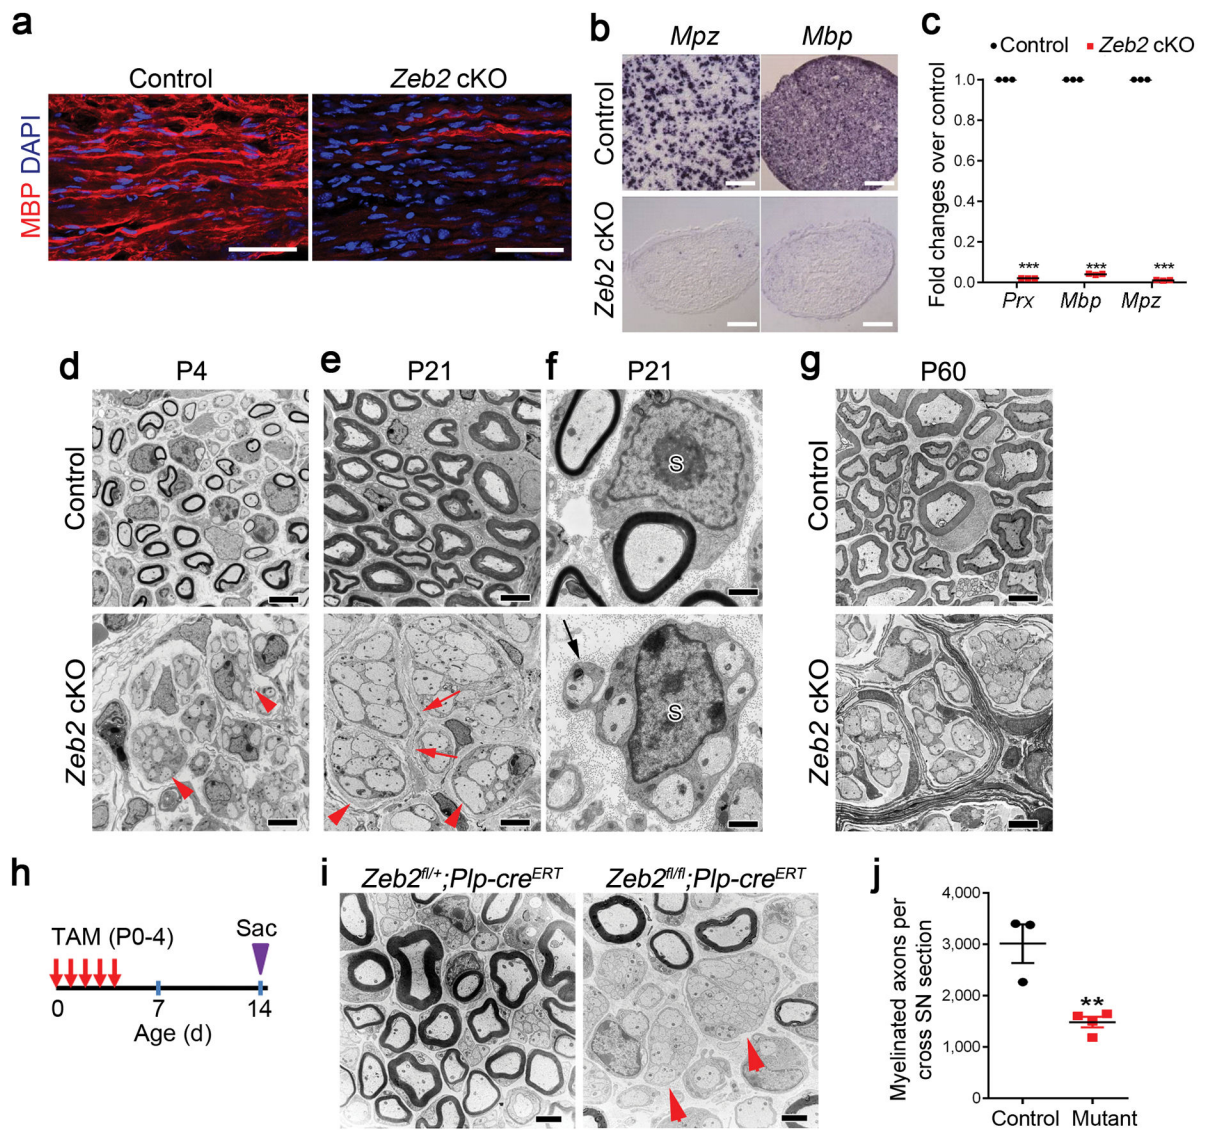 a
Control
Zeb2 cKO
MBP DAPI
b
Mpz
Mbp
Control
Zeb2 cKO
c
Control
Zeb2 cKO
Fold changes over control
1.0
0.8
0.6
0.4
0.2
0.0
***
***
***
Prx
Mbp
Mpz
d
P4
e
P21
f
P21
g
P60
Control
S
Control
Zeb2 cKO
S
Zeb2 cKO
h
TAM (P0-4)
Sac
0
7
14
Age (d)
i
Zeb2fl/+;Plp-creERT
Zeb2fl/fl;Plp-creERT
j
Myelinated axons per
cross SN section
4,000
3,000
2,000
1,000
0
**
Control
Mutant